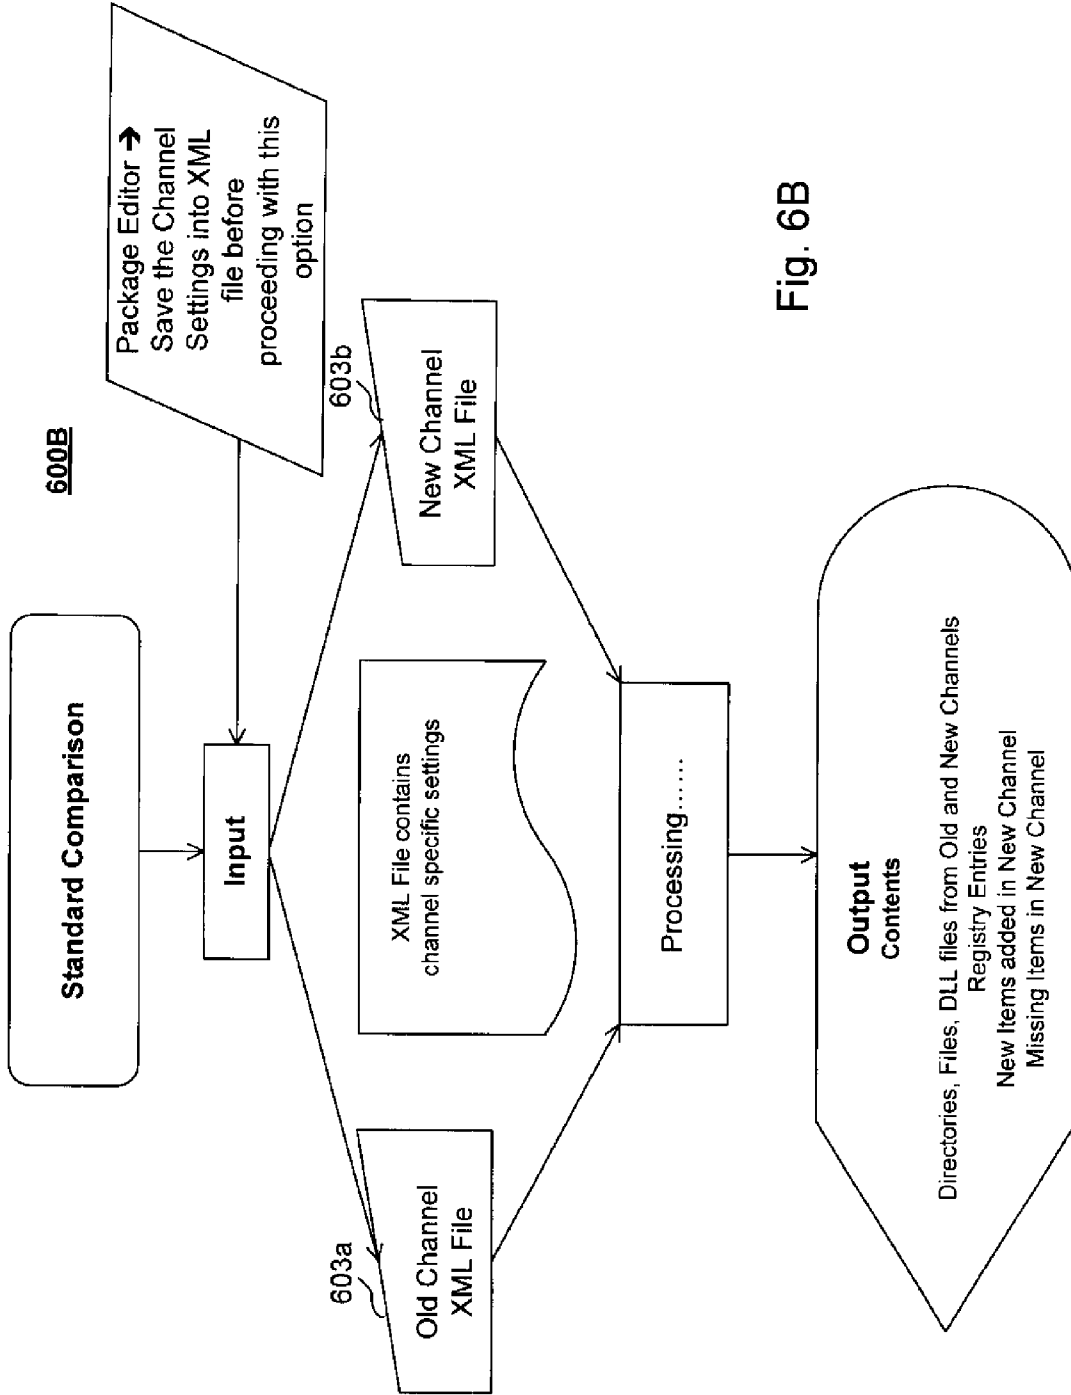 600B
Standard Comparison
Package Editor →
Save the Channel
Settings into XML
file before
proceeding with this
option
Input
603a
Old Channel
XML File
XML File contains
channel specific settings
603b
New Channel
XML File
Processing.......
Output
Contents
Directories, Files, DLL files from Old and New Channels
Registry Entries
New Items added in New Channel
Missing Items in New Channel
Fig. 6B